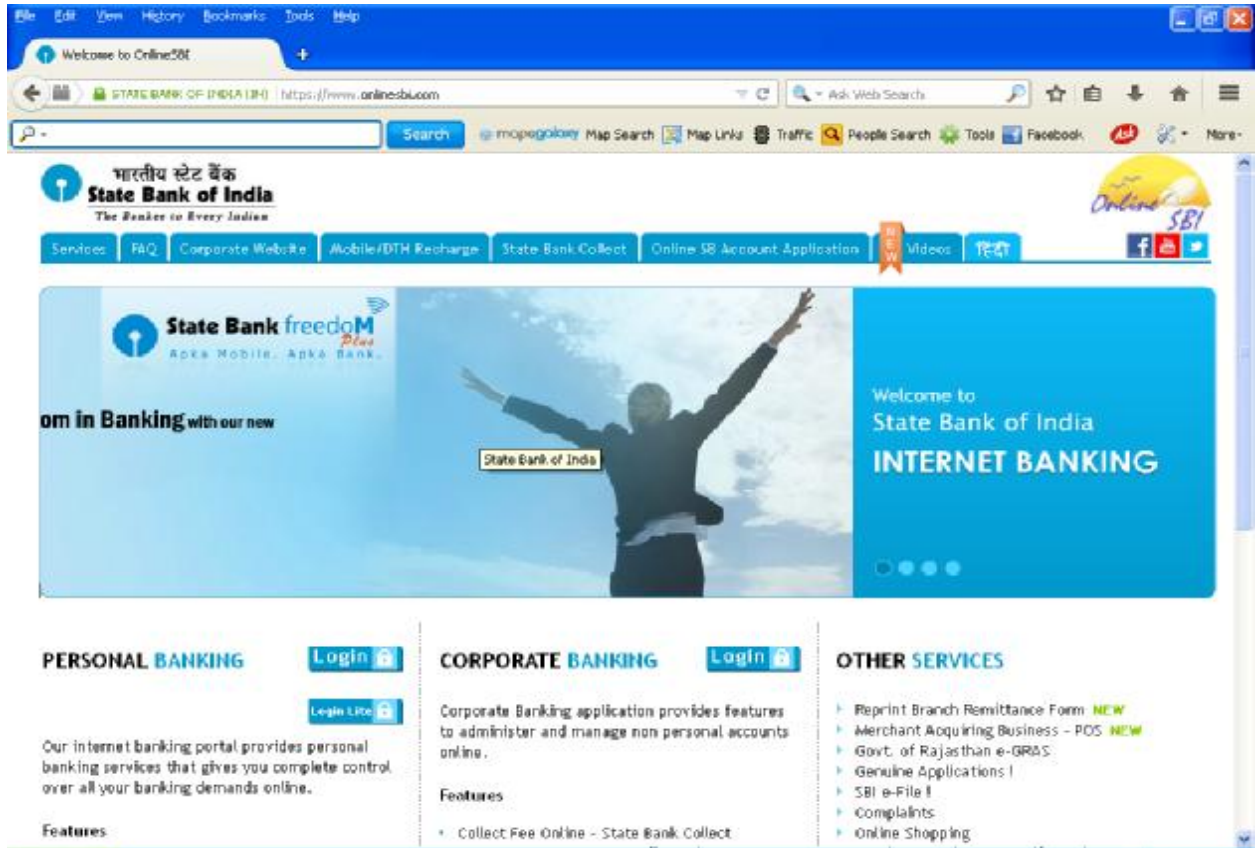 File Edit View History Bookmarks Tools Help
Welcome to OnlineSBI +
STATE BANK OF INDIA (IN) https://www.onlinesbi.com Ask Web Search
Search mapsgalaxy Map Search Map Links Traffic People Search Tools Facebook Ask More
भारतीय स्टेट बैंक
State Bank of India
The Banker to Every Indian
Online SBI
Services FAQ Corporate Website Mobile/DTH Recharge State Bank Collect Online SB Account Application NEW Videos हिंदी
State Bank freedoM
Plus
Apka Mobile. Apka Bank.
om in Banking with our new
State Bank of India
Welcome to
State Bank of India
INTERNET BANKING
PERSONAL BANKING Login
Login Lite
Our internet banking portal provides personal
banking services that gives you complete control
over all your banking demands online.
Features
CORPORATE BANKING Login
Corporate Banking application provides features
to administer and manage non personal accounts
online.
Features
Collect Fee Online - State Bank Collect
OTHER SERVICES
Reprint Branch Remittance Form NEW
Merchant Acquiring Business - POS NEW
Govt. of Rajasthan e-GRAS
Genuine Applications !
SBI e-File !
Complaints
Online Shopping